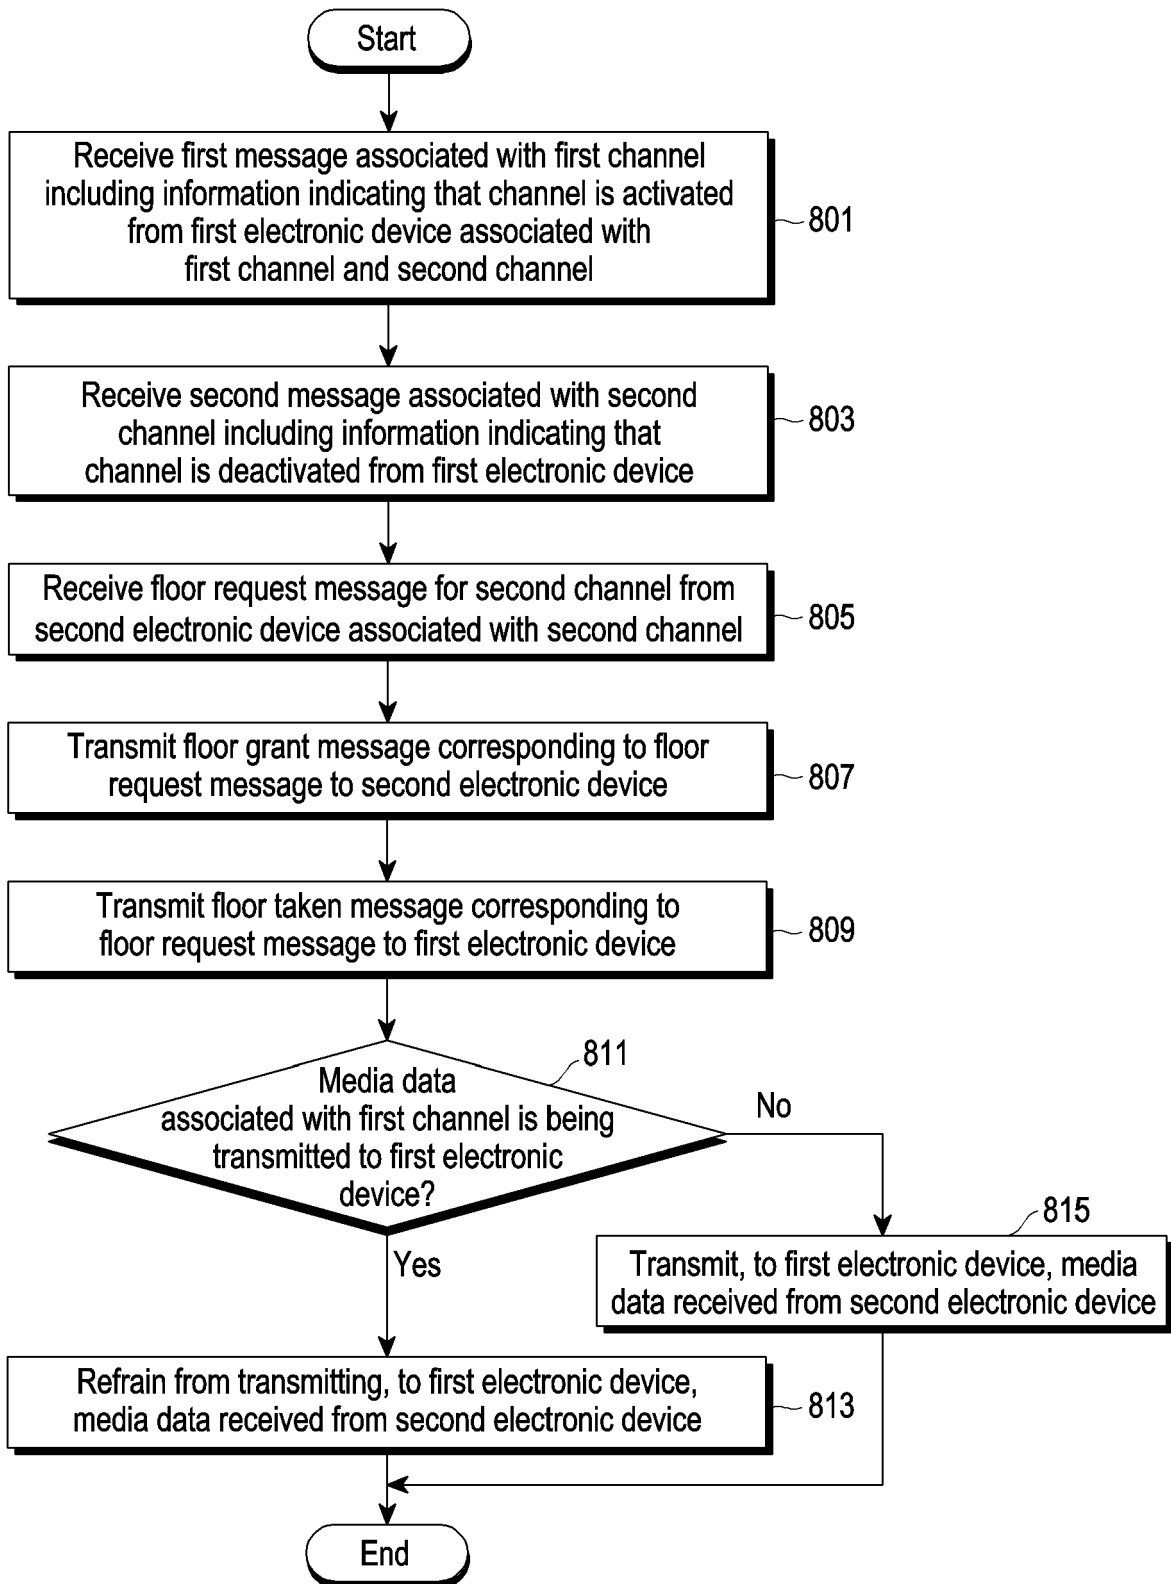 Start
Receive first message associated with first channel
including information indicating that channel is activated
from first electronic device associated with
first channel and second channel
801
Receive second message associated with second
channel including information indicating that
channel is deactivated from first electronic device
803
Receive floor request message for second channel from
second electronic device associated with second channel
805
Transmit floor grant message corresponding to floor
request message to second electronic device
807
Transmit floor taken message corresponding to
floor request message to first electronic device
809
811
Media data
associated with first channel is being
transmitted to first electronic
device?
No
Yes
815
Transmit, to first electronic device, media
data received from second electronic device
Refrain from transmitting, to first electronic device,
media data received from second electronic device
813
End